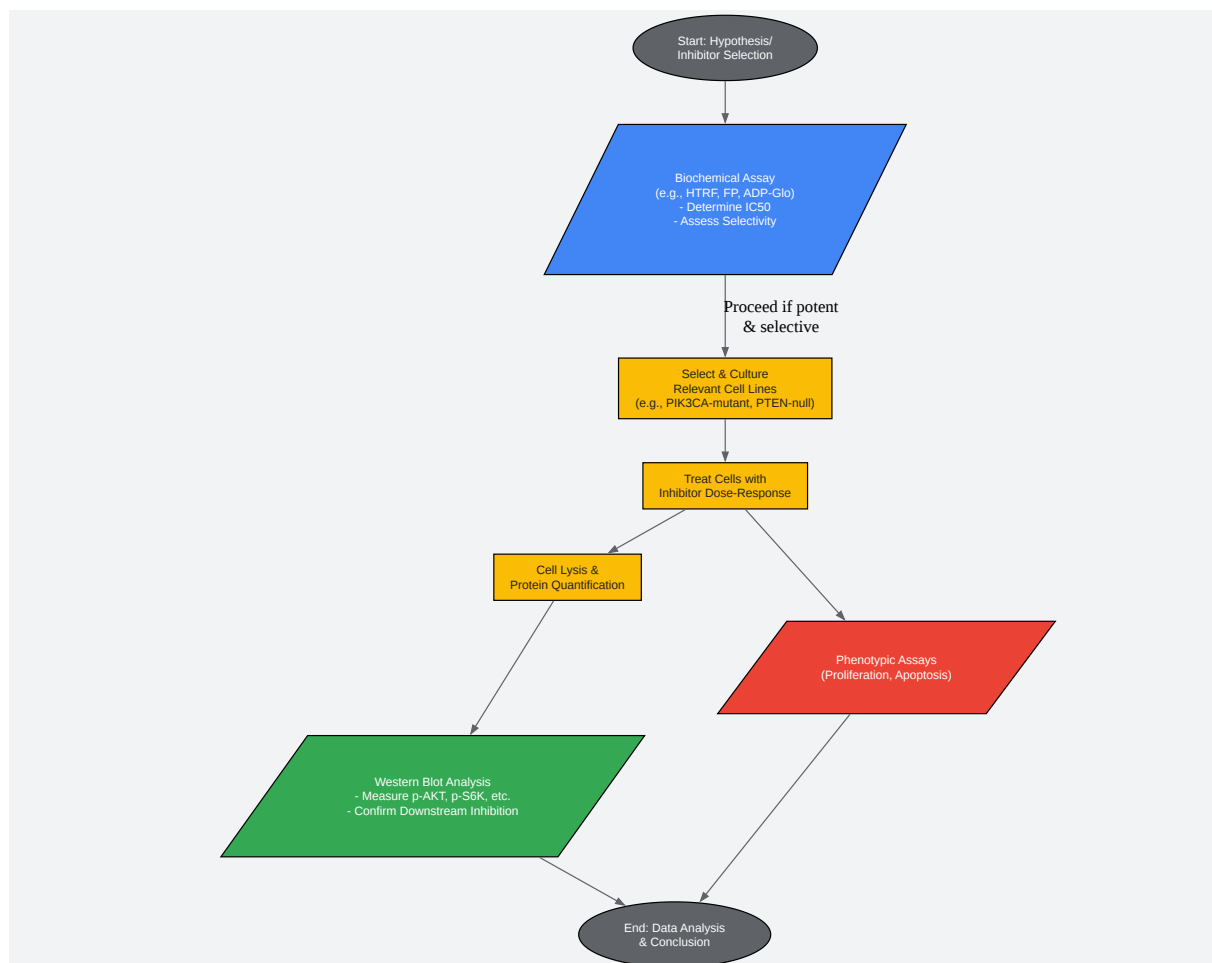 Start: Hypothesis/
Inhibitor Selection
Biochemical Assay
(e.g., HTRF, FP, ADP-Glo)
- Determine IC50
- Assess Selectivity
Proceed if potent
& selective
Select & Culture
Relevant Cell Lines
(e.g., PIK3CA-mutant, PTEN-null)
Treat Cells with
Inhibitor Dose-Response
Cell Lysis &
Protein Quantification
Phenotypic Assays
(Proliferation, Apoptosis)
Western Blot Analysis
- Measure p-AKT, p-S6K, etc.
- Confirm Downstream Inhibition
End: Data Analysis
& Conclusion